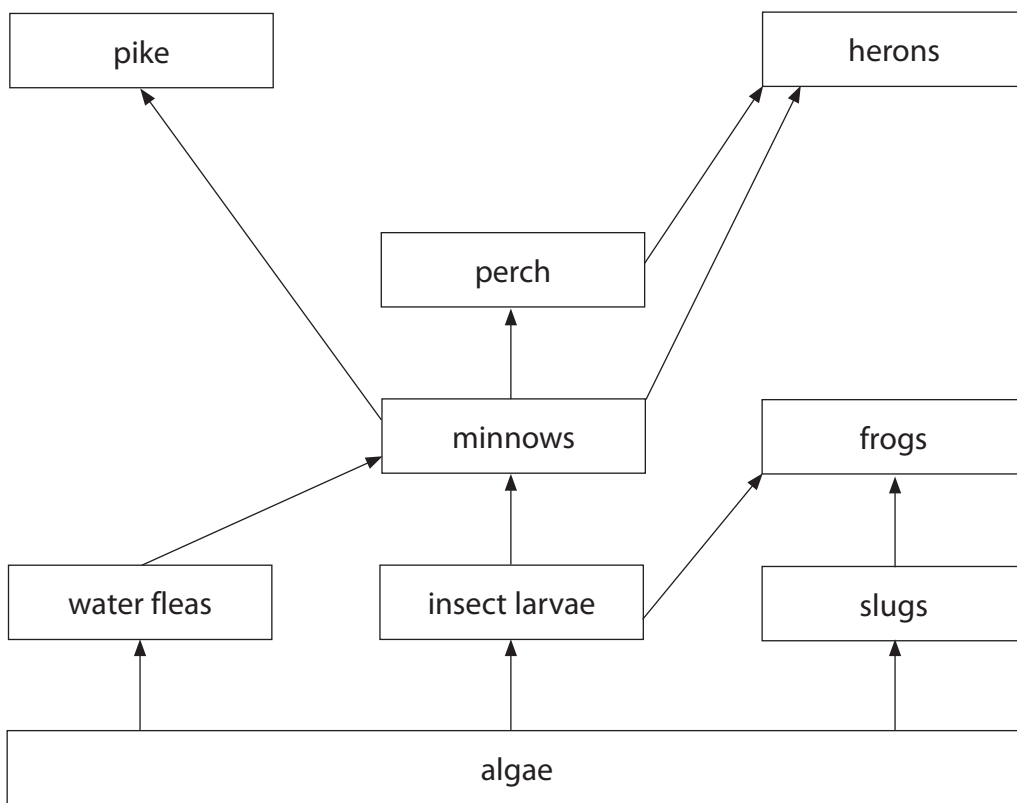 pike
herons
perch
minnows
frogs
water fleas
insect larvae
slugs
algae